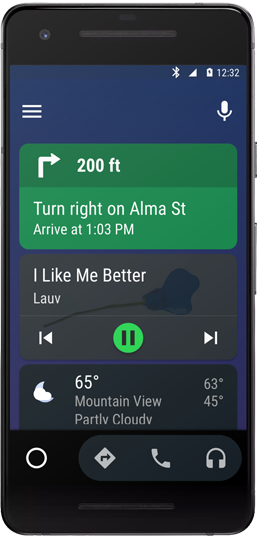 12:32
200 ft
Turn right on Alma St
Arrive at 1:03 PM
I Like Me Better
Lauv
65° 63°
Mountain View 45°
Partly Cloudy